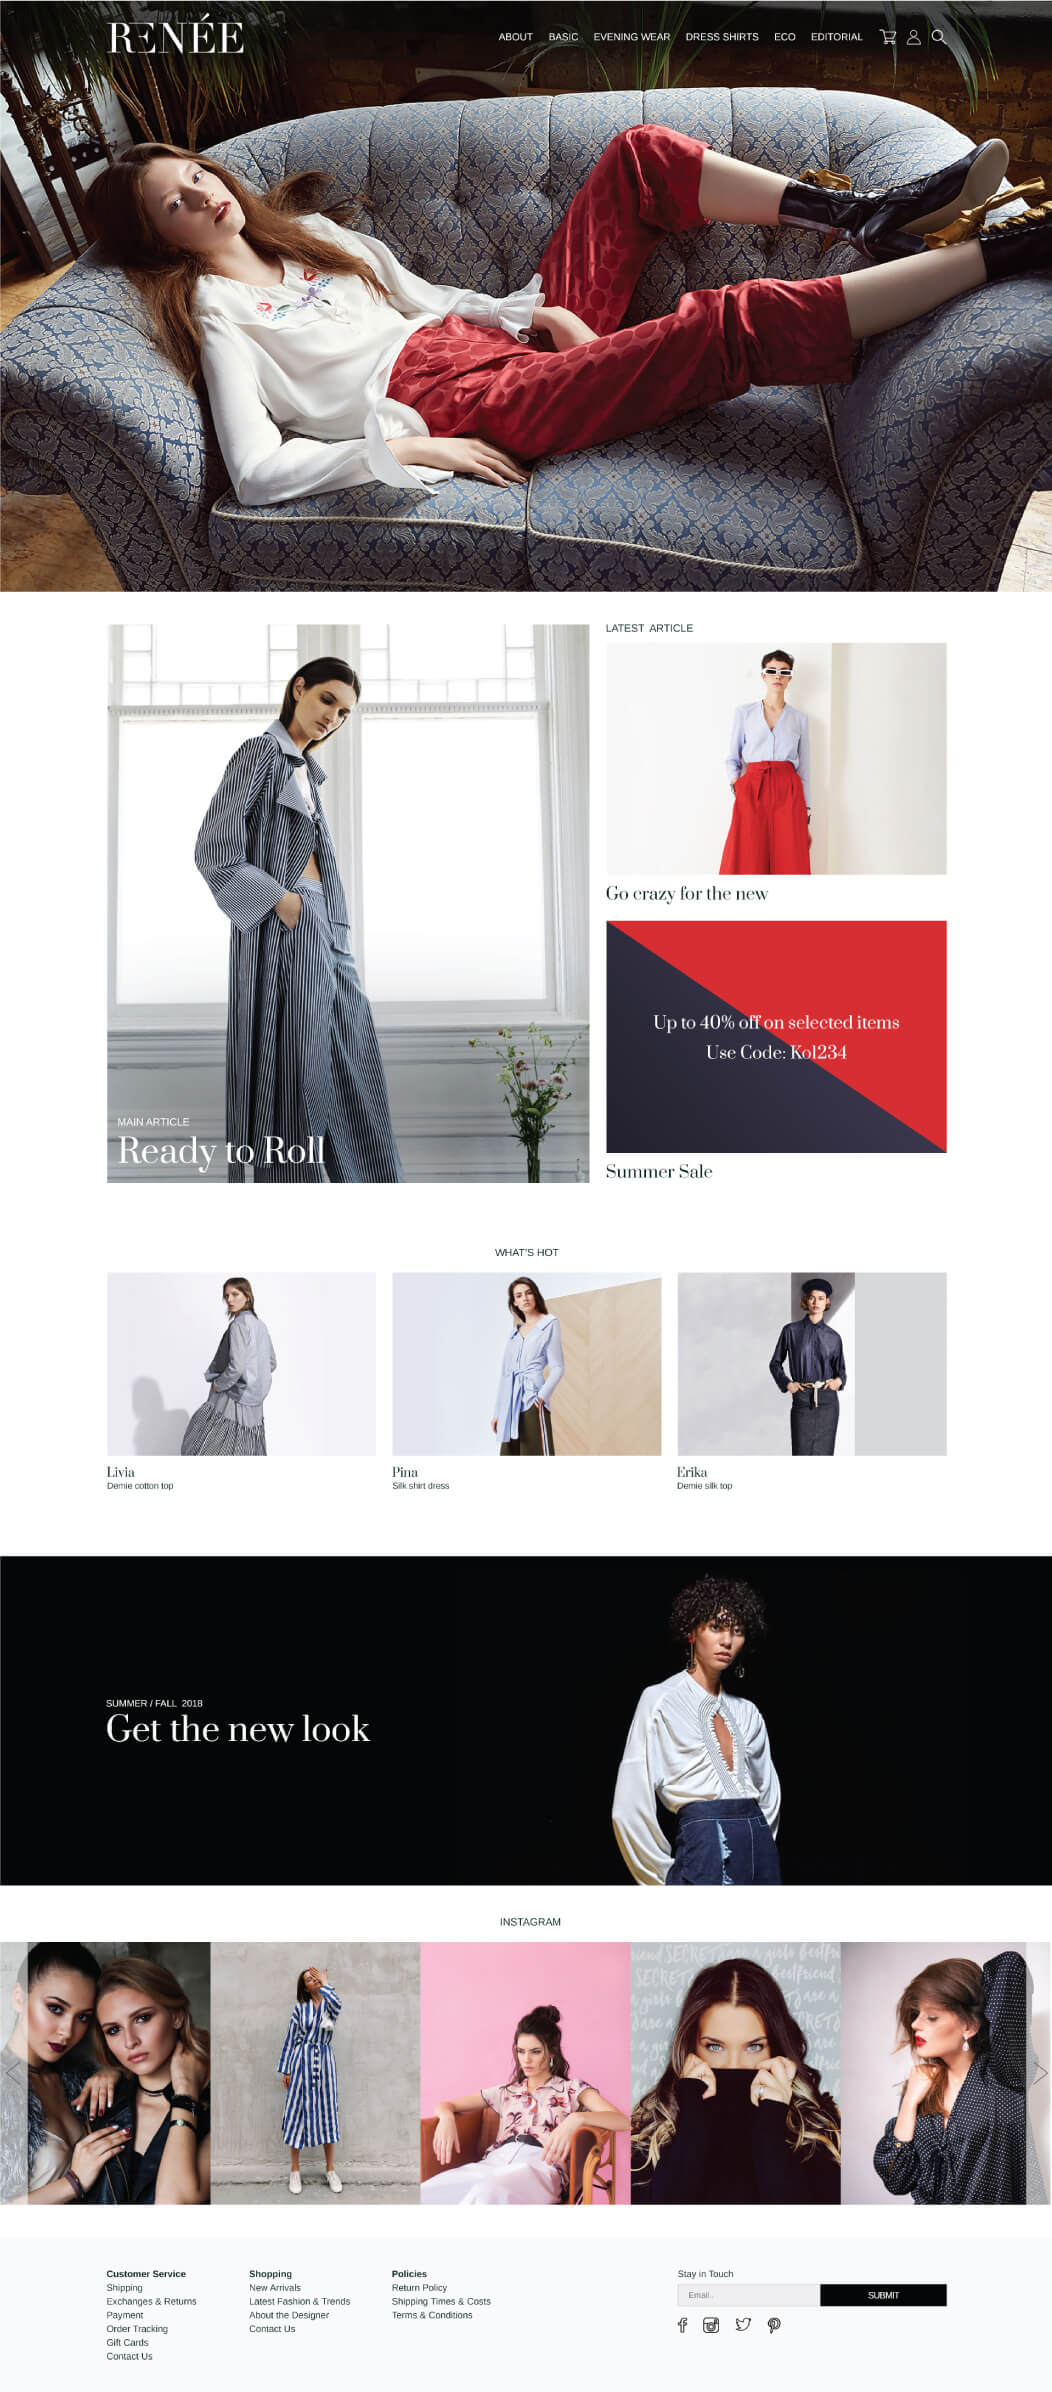 RENÉE
ABOUT BASIC EVENING WEAR DRESS SHIRTS ECO EDITORIAL
MAIN ARTICLE
Ready to Roll
LATEST ARTICLE
Go crazy for the new
Up to 40% off on selected items
Use Code: Kol234
Summer Sale
WHAT'S HOT
Livia
Demie cotton top
Pina
Silk shirt dress
Erika
Demie silk top
SUMMER / FALL 2018
Get the new look
INSTAGRAM
Customer Service
Shipping
Exchanges & Returns
Payment
Order Tracking
Gift Cards
Contact Us
Shopping
New Arrivals
Latest Fashion & Trends
About the Designer
Contact Us
Policies
Return Policy
Shipping Times & Costs
Terms & Conditions
Stay in Touch
Email..
SUBMIT